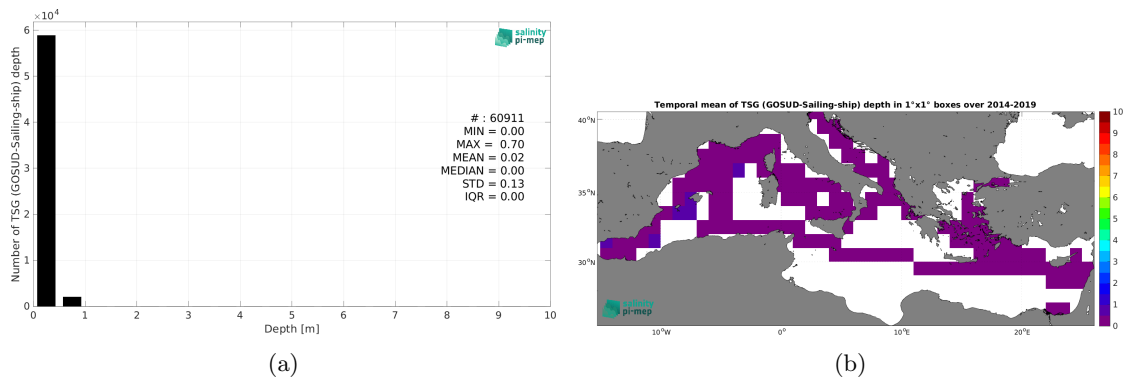 ×10⁴
6
5
4
3
2
1
0
Number of TSG (GOSUD-Sailing-ship) depth
salinity
pi-mep
# : 60911
MIN = 0.00
MAX = 0.70
MEAN = 0.02
MEDIAN = 0.00
STD = 0.13
IQR = 0.00
0 1 2 3 4 5 6 7 8 9 10
Depth [m]
(a)
Temporal mean of TSG (GOSUD-Sailing-ship) depth in 1°x1° boxes over 2014-2019
40°N
35°N
30°N
10°W 0° 10°E 20°E
salinity
pi-mep
10
9
8
7
6
5
4
3
2
1
0
(b)